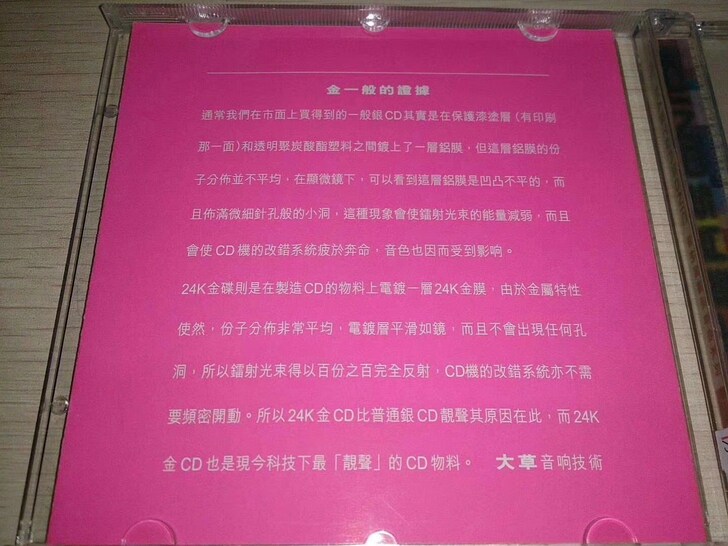 金一般的證據
通常我們在市面上買得到的一般銀CD其實是在保護漆塗層(有印刷
那一面)和透明聚炭酸酯塑料之間鍍上了一層鋁膜,但這層鋁膜的份
子分佈並不平均,在顯微鏡下,可以看到這層鋁膜是凹凸不平的,而
且佈滿微細針孔般的小洞,這種現象會使鐳射光束的能量減弱,而且
會使CD機的改錯系統疲於奔命,音色也因而受到影响。
24K金碟則是在製造CD的物料上電鍍一層24K金膜,由於金屬特性
使然,份子分佈非常平均,電鍍層平滑如鏡,而且不會出現任何孔
洞,所以鐳射光束得以百份之百完全反射,CD機的改錯系統亦不需
要頻密開動。所以24K金CD比普通銀CD靚聲其原因在此,而24K
金CD也是現今科技下最「靚聲」的CD物料。 大草音响技術